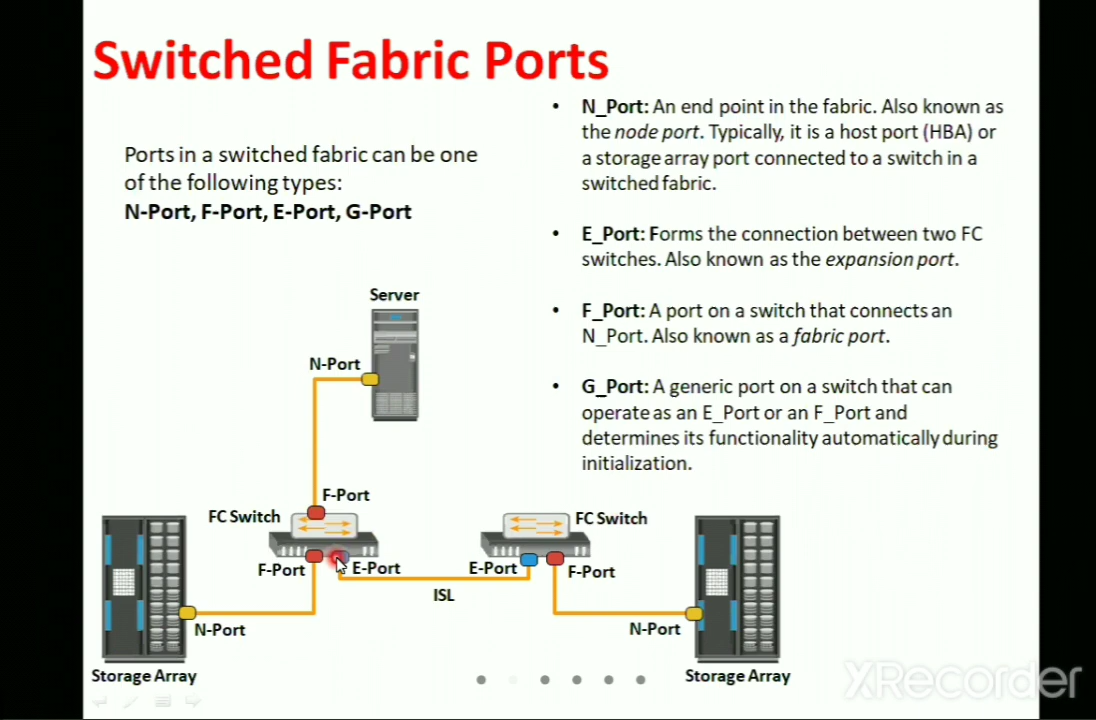 Switched Fabric Ports
Ports in a switched fabric can be one
of the following types:
N-Port, F-Port, E-Port, G-Port
• N_Port: An end point in the fabric. Also known as
the node port. Typically, it is a host port (HBA) or
a storage array port connected to a switch in a
switched fabric.
• E_Port: Forms the connection between two FC
switches. Also known as the expansion port.
• F_Port: A port on a switch that connects an
N_Port. Also known as a fabric port.
• G_Port: A generic port on a switch that can
operate as an E_Port or an F_Port and
determines its functionality automatically during
initialization.
Server
N-Port
F-Port
FC Switch
FC Switch
F-Port
E-Port
E-Port
F-Port
ISL
N-Port
N-Port
Storage Array
Storage Array
XRecorder